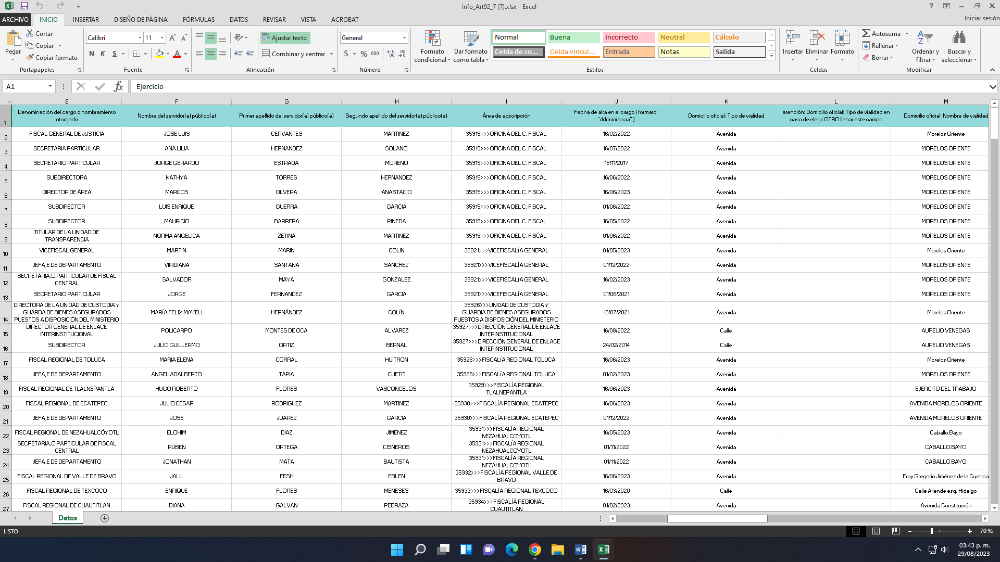 info_Art92_7 (7).xlsx - Excel
ARCHIVO INICIO INSERTAR DISEÑO DE PÁGINA FÓRMULAS DATOS REVISAR VISTA ACROBAT Iniciar sesión
Pegar Cortar Copiar Copiar formato Portapapeles
Calibri 11 N K S Fuente
Ajustar texto Combinar y centrar Alineación
General $ % 000 Número
Formato condicional Dar formato como tabla
Normal Buena Incorrecto Neutral Cálculo
Celda de co... Celda vincul... Entrada Notas Salida
Estilos
Insertar Eliminar Formato Celdas
Autosuma Rellenar Borrar Ordenar y filtrar Buscar y seleccionar Modificar
A1 fx Ejercicio
E F G H I J K L M
1 Denominación del cargo o nombramiento otorgado Nombre del servidor(a) público(a) Primer apellido del servidor(a) público(a) Segundo apellido del servidor(a) público(a) Área de adscripción Fecha de alta en el cargo ( formato: "dd/mm/aaaa" ) Domicilio oficial: Tipo de vialidad atención: Domicilio oficial: Tipo de vialidad en caso de elegir OTRO llenar este campo Domicilio oficial: Nombre de vialidad
2 FISCAL GENERAL DE JUSTICIA JOSE LUIS CERVANTES MARTINEZ 35915>>>OFICINA DEL C. FISCAL 16/02/2022 Avenida Morelos Oriente
3 SECRETARIA PARTICULAR ANA LILIA HERNANDEZ SOLANO 35915>>>OFICINA DEL C. FISCAL 16/07/2022 Avenida MORELOS ORIENTE
4 SECRETARIO PARTICULAR JORGE GERARDO ESTRADA MORENO 35915>>>OFICINA DEL C. FISCAL 16/11/2017 Avenida MORELOS ORIENTE
5 SUBDIRECTORA KATHYA TORRES HERNANDEZ 35915>>>OFICINA DEL C. FISCAL 16/06/2022 Avenida MORELOS ORIENTE
6 DIRECTOR DE ÁREA MARCOS OLVERA ANASTACIO 35915>>>OFICINA DEL C. FISCAL 16/06/2023 Avenida MORELOS ORIENTE
7 SUBDIRECTOR LUIS ENRIQUE GUERRA GARCIA 35915>>>OFICINA DEL C. FISCAL 01/06/2022 Avenida MORELOS ORIENTE
8 SUBDIRECTOR MAURICIO BARRERA PINEDA 35915>>>OFICINA DEL C. FISCAL 16/05/2022 Avenida MORELOS ORIENTE
9 TITULAR DE LA UNIDAD DE TRANSPARENCIA NORMA ANGELICA ZETINA MARTINEZ 35915>>>OFICINA DEL C. FISCAL 01/06/2022 Avenida MORELOS ORIENTE
10 VICEFISCAL GENERAL MARTIN MARIN COLIN 35921>>>VICEFISCALÍA GENERAL 01/05/2023 Avenida Morelos Oriente
11 JEFA,E DE DEPARTAMENTO VIRIDIANA SANTANA SANCHEZ 35921>>>VICEFISCALÍA GENERAL 01/12/2022 Avenida MORELOS ORIENTE
12 SECRETARIA,O PARTICULAR DE FISCAL CENTRAL SALVADOR MAYA GONZALEZ 35921>>>VICEFISCALÍA GENERAL 16/02/2023 Avenida MORELOS ORIENTE
13 SECRETARIO PARTICULAR JORGE FERNANDEZ GARCIA 35921>>>VICEFISCALÍA GENERAL 01/06/2021 Avenida MORELOS ORIENTE
14 DIRECTORA DE LA UNIDAD DE CUSTODIA Y GUARDA DE BIENES ASEGURADOS PUESTOS A DISPOSICIÓN DEL MINISTERIO MARÍA FELIX MAYELI HERNÁNDEZ COLÍN 35926>>>UNIDAD DE CUSTODIA Y GUARDIA DE BIENES ASEGURADOS PUESTOS A DISPOSICIÓN DEL MINISTERIO 16/07/2021 Avenida Morelos Oriente
15 DIRECTOR GENERAL DE ENLACE INTERINSTITUCIONAL POLICARPO MONTES DE OCA ALVAREZ 35927>>>DIRECCIÓN GENERAL DE ENLACE INTERINSTITUCIONAL 16/08/2022 Calle AURELIO VENEGAS
16 SUBDIRECTOR JULIO GUILLERMO ORTIZ BERNAL 35927>>>DIRECCIÓN GENERAL DE ENLACE INTERINSTITUCIONAL 24/02/2014 Calle AURELIO VENEGAS
17 FISCAL REGIONAL DE TOLUCA MARIA ELENA CORRAL HUITRON 35928>>>FISCALÍA REGIONAL TOLUCA 16/06/2023 Avenida Morelos Oriente
18 JEFA,E DE DEPARTAMENTO ANGEL ADALBERTO TAPIA CUETO 35928>>>FISCALÍA REGIONAL TOLUCA 01/02/2023 Avenida MORELOS ORIENTE
19 FISCAL REGIONAL DE TLALNEPANTLA HUGO ROBERTO FLORES VASCONCELOS 35929>>>FISCALÍA REGIONAL TLALNEPANTLA 16/06/2023 Avenida EJERCITO DEL TRABAJO
20 FISCAL REGIONAL DE ECATEPEC JULIO CESAR RODRIGUEZ MARTINEZ 35930>>>FISCALÍA REGIONAL ECATEPEC 16/06/2023 Avenida AVENIDA MORELOS ORIENTE
21 JEFA,E DE DEPARTAMENTO JOSE JUAREZ GARCIA 35930>>>FISCALÍA REGIONAL ECATEPEC 01/12/2022 Avenida AVENIDA MORELOS ORIENTE
22 FISCAL REGIONAL DE NEZAHUALCÓYOTL ELOHIM DIAZ JIMENEZ 35931>>>FISCALÍA REGIONAL NEZAHUALCOYOTL 16/05/2023 Avenida Caballo Bayo
23 SECRETARIA,O PARTICULAR DE FISCAL CENTRAL RUBEN ORTEGA CISNEROS 35931>>>FISCALÍA REGIONAL NEZAHUALCOYOTL 01/11/2022 Avenida CABALLO BAYO
24 JEFA,E DE DEPARTAMENTO JONATHAN MATA BAUTISTA 35931>>>FISCALÍA REGIONAL NEZAHUALCOYOTL 01/11/2022 Avenida CABALLO BAYO
25 FISCAL REGIONAL DE VALLE DE BRAVO JALIL FESH EBLEN 35932>>>FISCALÍA REGIONAL VALLE DE BRAVO 16/06/2023 Avenida Fray Gregorio Jiménez de la Cuenca
26 FISCAL REGIONAL DE TEXCOCO ENRIQUE FLORES MENESES 35933>>>FISCALÍA REGIONAL TEXCOCO 16/03/2020 Calle Calle Allende esq. Hidalgo
27 FISCAL REGIONAL DE CUAUTITLAN DIANA GALVAN PEDRAZA 35934>>>FISCALÍA REGIONAL CUAUTITLÁN 01/02/2023 Avenida Avenida Constitución
Datos
LISTO 70 %
03:43 p. m.
29/08/2023